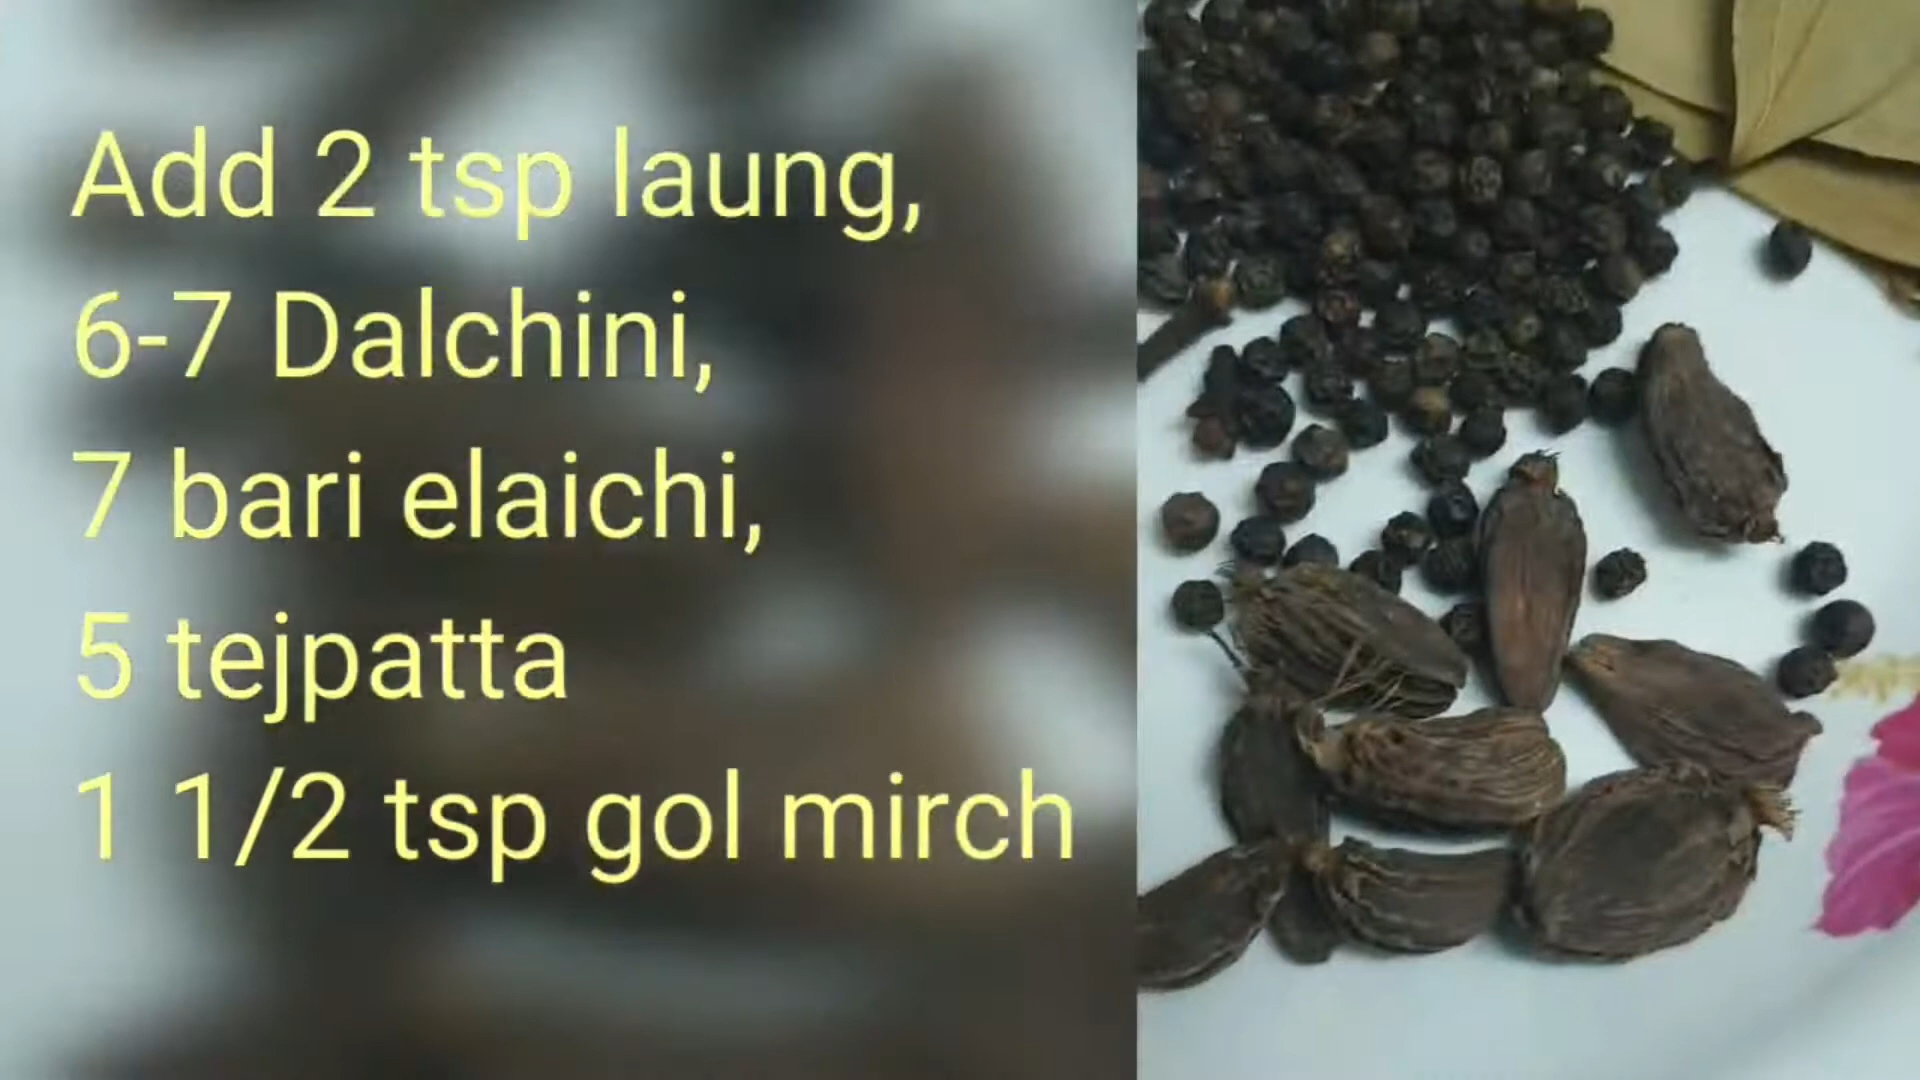 Add 2 tsp laung,
6-7 Dalchini,
7 bari elaichi,
5 tejpatta
1 1/2 tsp gol mirch